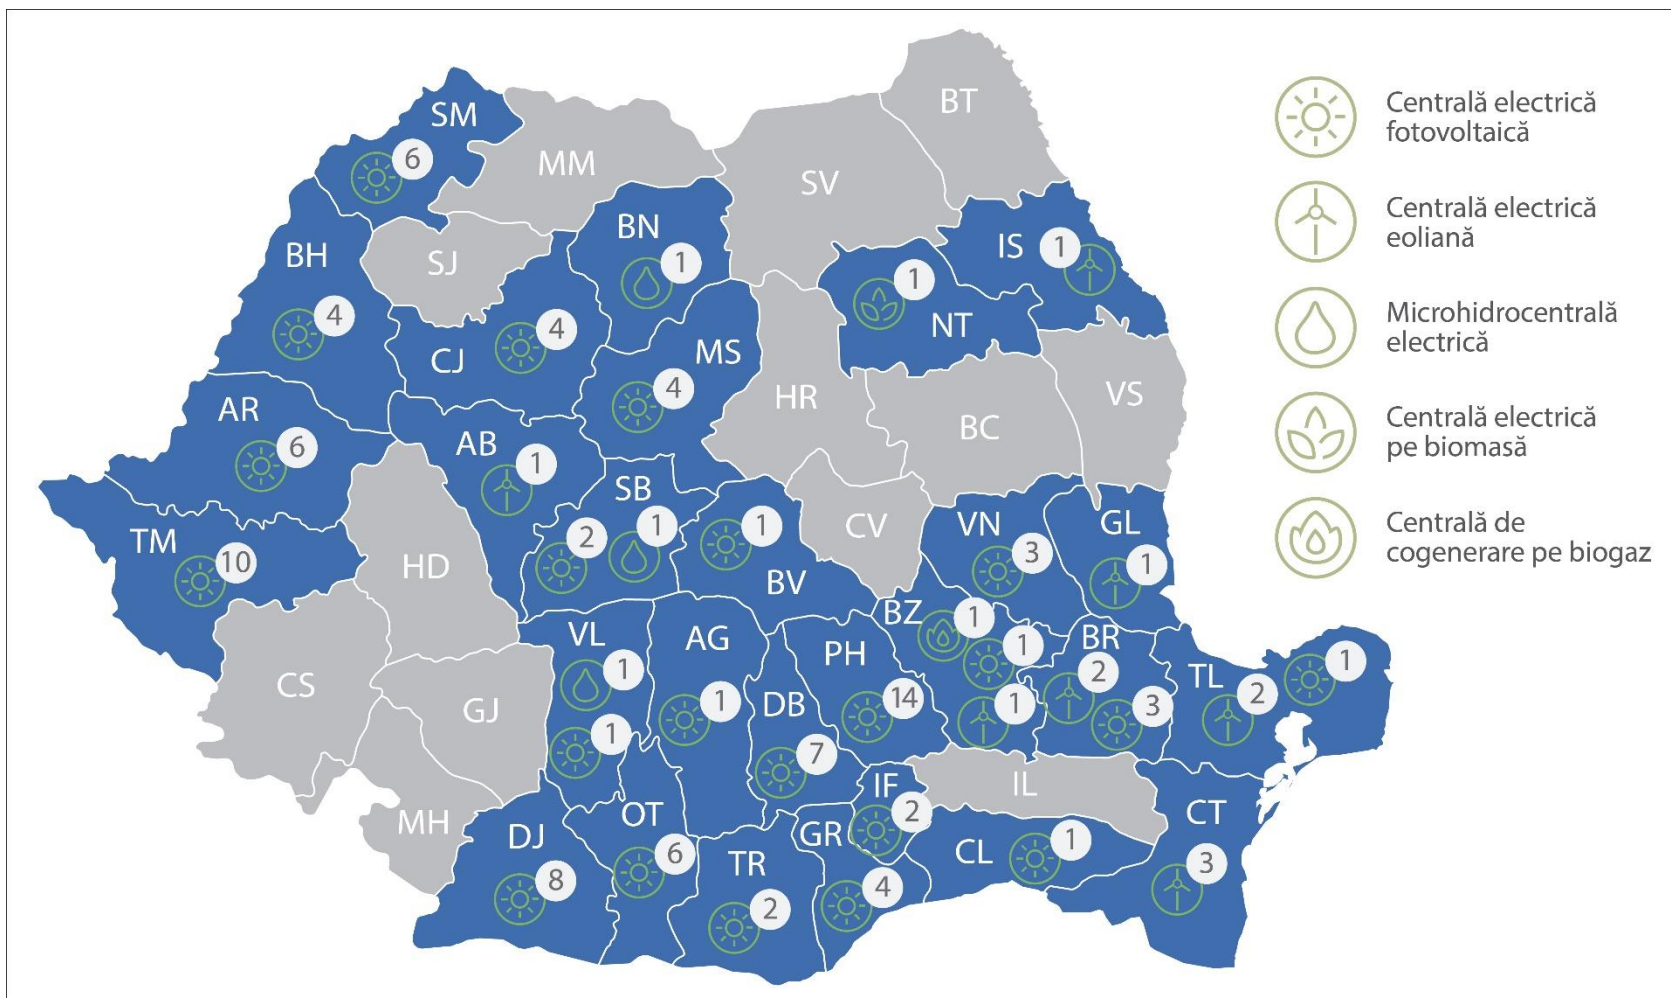 BT
SM
6
MM
SV
BN
1
IS
1
BH
4
SJ
1
NT
CJ
4
MS
4
HR
VS
BC
AR
6
AB
1
SB
2
1
1
BV
CV
VN
3
GL
1
TM
10
HD
BZ
1
1
1
BR
2
3
VL
1
1
AG
1
PH
14
DB
7
TL
2
1
CS
GJ
MH
IF
2
IL
CT
3
DJ
8
OT
6
TR
2
GR
4
CL
1
Centrală electrică
fotovoltaică
Centrală electrică
eoliană
Microhidrocentrală
electrică
Centrală electrică
pe biomasă
Centrală de
cogenerare pe biogaz